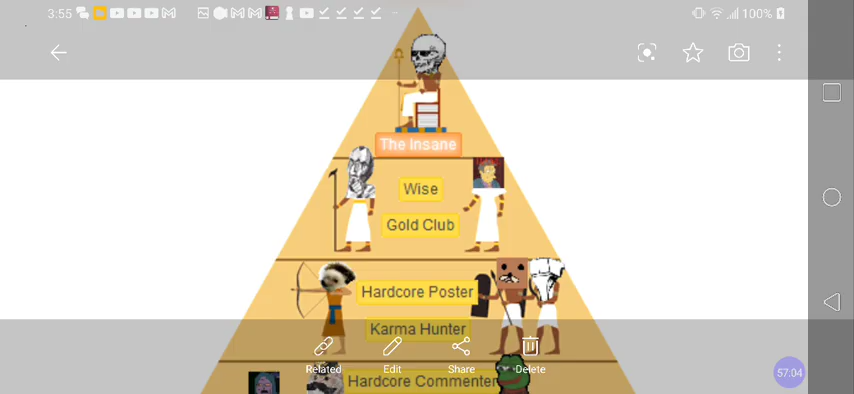 3:55
100%
The Insane
Wise
Gold Club
Hardcore Poster
Karma Hunter
Related
Edit
Share
Delete
Hardcore Commenter
57:04